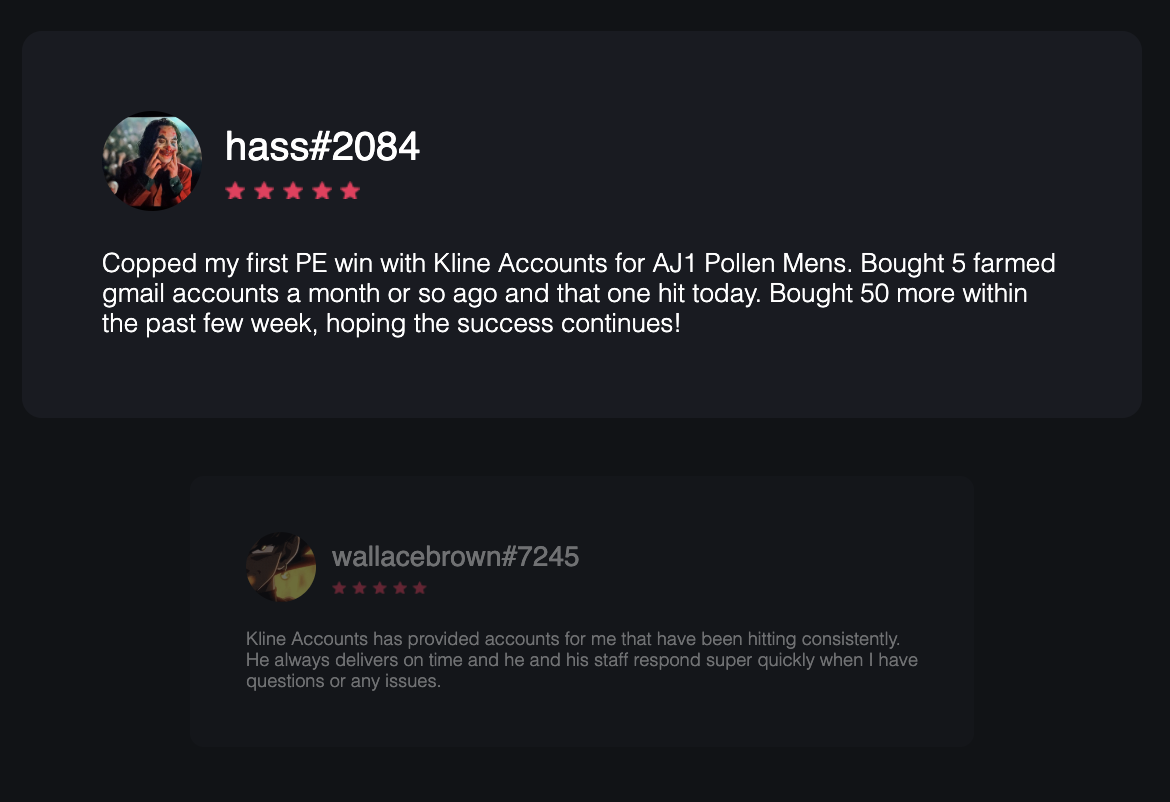 hass#2084
Copped my first PE win with Kline Accounts for AJ1 Pollen Mens. Bought 5 farmed
gmail accounts a month or so ago and that one hit today. Bought 50 more within
the past few week, hoping the success continues!
wallacebrown#7245
Kline Accounts has provided accounts for me that have been hitting consistently.
He always delivers on time and he and his staff respond super quickly when I have
questions or any issues.